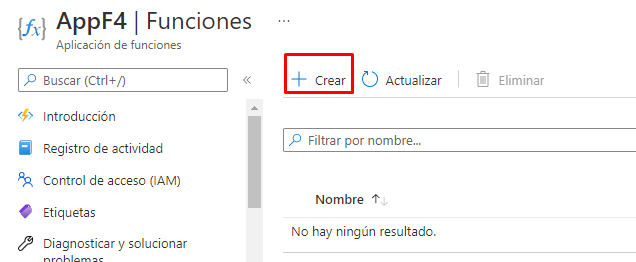 AppF4 | Funciones ...
Aplicación de funciones
Buscar (Ctrl+/) «
Introducción
Registro de actividad
Control de acceso (IAM)
Etiquetas
Diagnosticar y solucionar
problemas
+ Crear Actualizar Eliminar
Filtrar por nombre...
Nombre ↑↓
No hay ningún resultado.